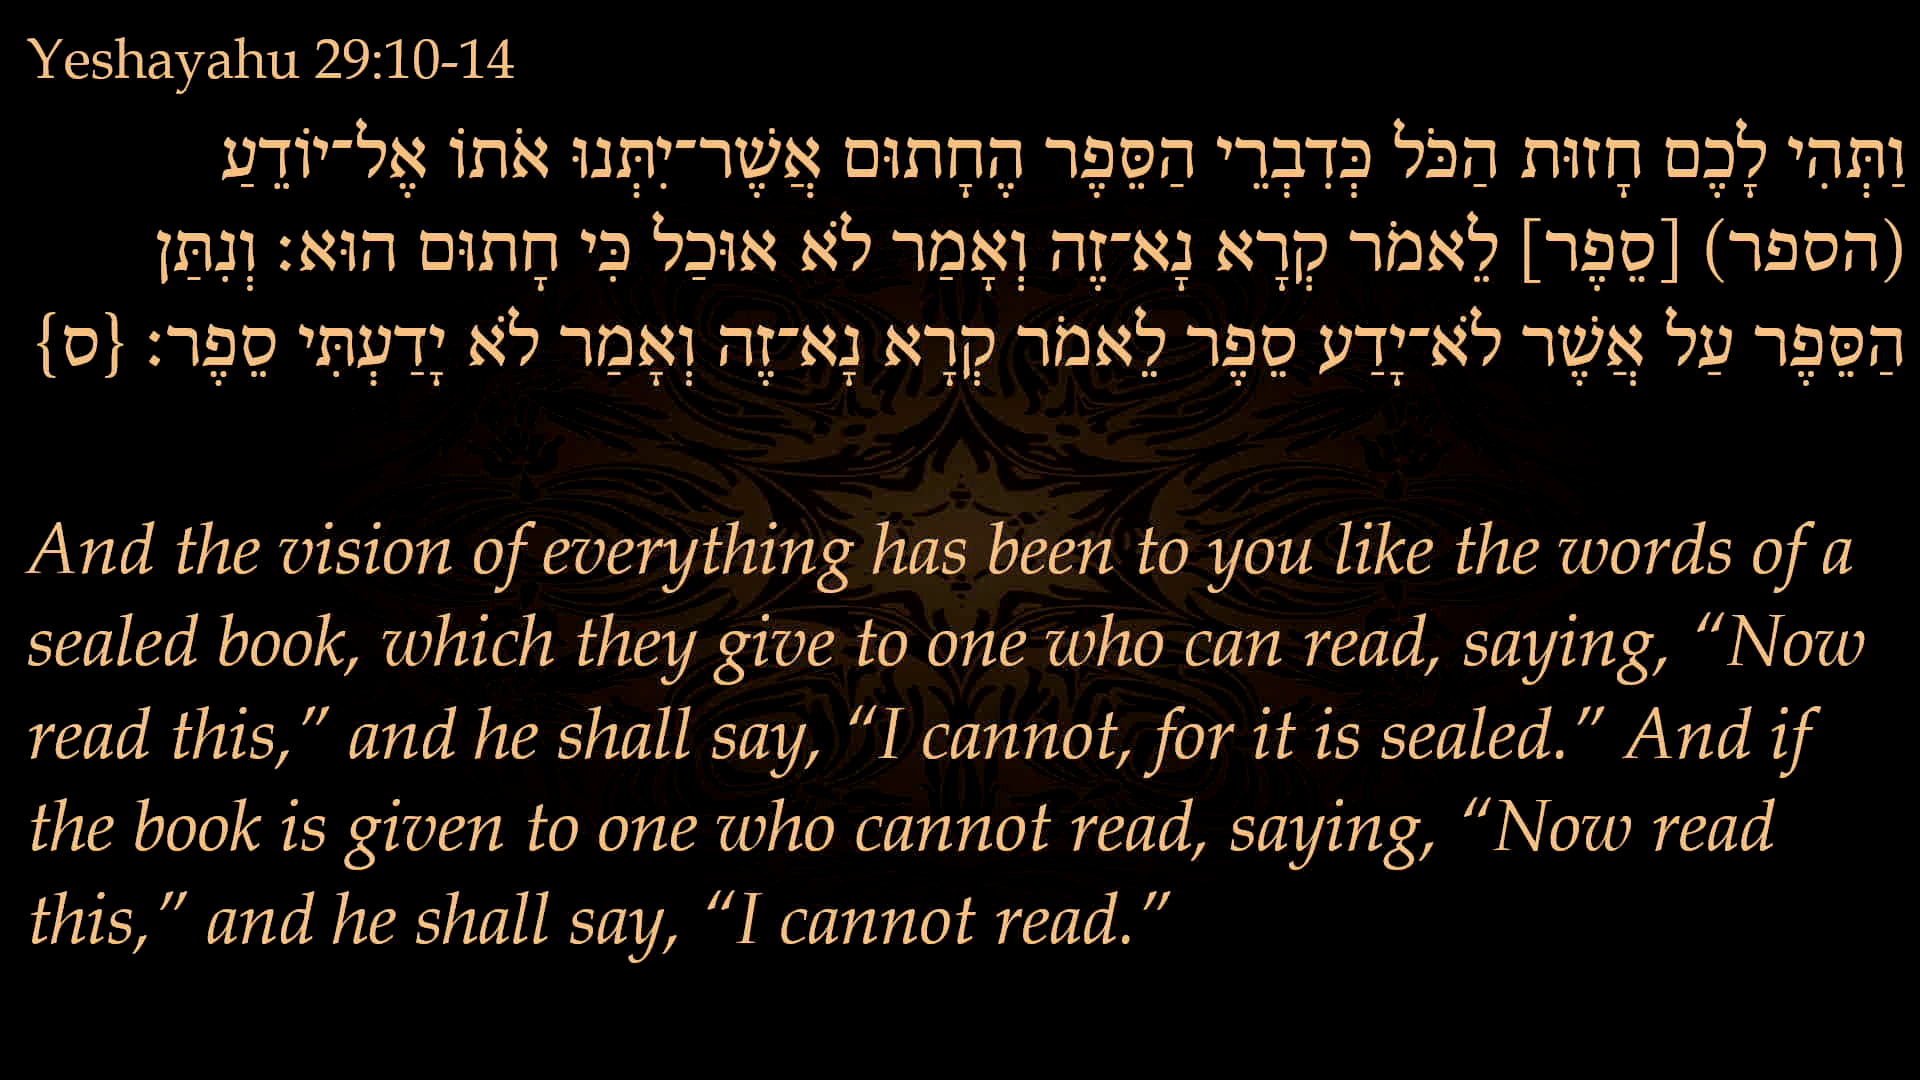 Yeshayahu 29:10-14
וַתְּהִי לָכֶם חָזוּת הַכֹּל כְּדִבְרֵי הַסֵּפֶר הֶחָתוּם אֲשֶׁר־יִתְּנוּ אֹתוֹ אֶל־יוֹדֵעַ
(הספר) [סֵפֶר] לֵאמֹר קְרָא נָא־זֶה וְאָמַר לֹא אוּכַל כִּי חָתוּם הוּא׃ וְנִתַּן
הַסֵּפֶר עַל אֲשֶׁר לֹא־יָדַע סֵפֶר לֵאמֹר קְרָא נָא־זֶה וְאָמַר לֹא יָדַעְתִּי סֵפֶר׃ {ס}
And the vision of everything has been to you like the words of a
sealed book, which they give to one who can read, saying, “Now
read this,” and he shall say, “I cannot, for it is sealed.” And if
the book is given to one who cannot read, saying, “Now read
this,” and he shall say, “I cannot read.”